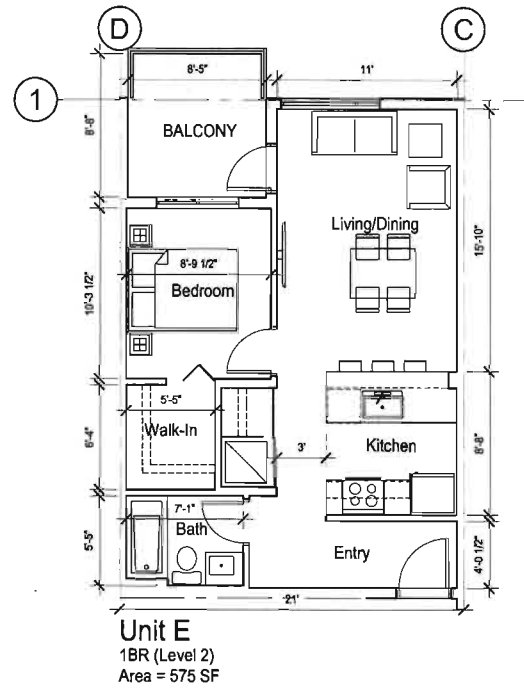 D
C
1
8'-5"
11'
8'-8"
BALCONY
Living/Dining
15'-10"
8'-9 1/2"
Bedroom
10'-3 1/2"
5'-5"
Walk-In
6'-4"
3'
Kitchen
8'-8"
7'-1"
Bath
5'-5"
Entry
4'-0 1/2"
21'
Unit E
1BR (Level 2)
Area = 575 SF